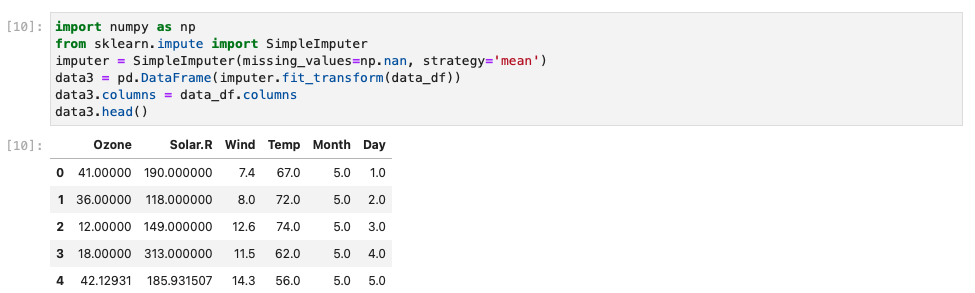 [10]: import numpy as np
from sklearn.impute import SimpleImputer
imputer = SimpleImputer(missing_values=np.nan, strategy='mean')
data3 = pd.DataFrame(imputer.fit_transform(data_df))
data3.columns = data_df.columns
data3.head()
[10]: Ozone Solar.R Wind Temp Month Day
0 41.00000 190.000000 7.4 67.0 5.0 1.0
1 36.00000 118.000000 8.0 72.0 5.0 2.0
2 12.00000 149.000000 12.6 74.0 5.0 3.0
3 18.00000 313.000000 11.5 62.0 5.0 4.0
4 42.12931 185.931507 14.3 56.0 5.0 5.0